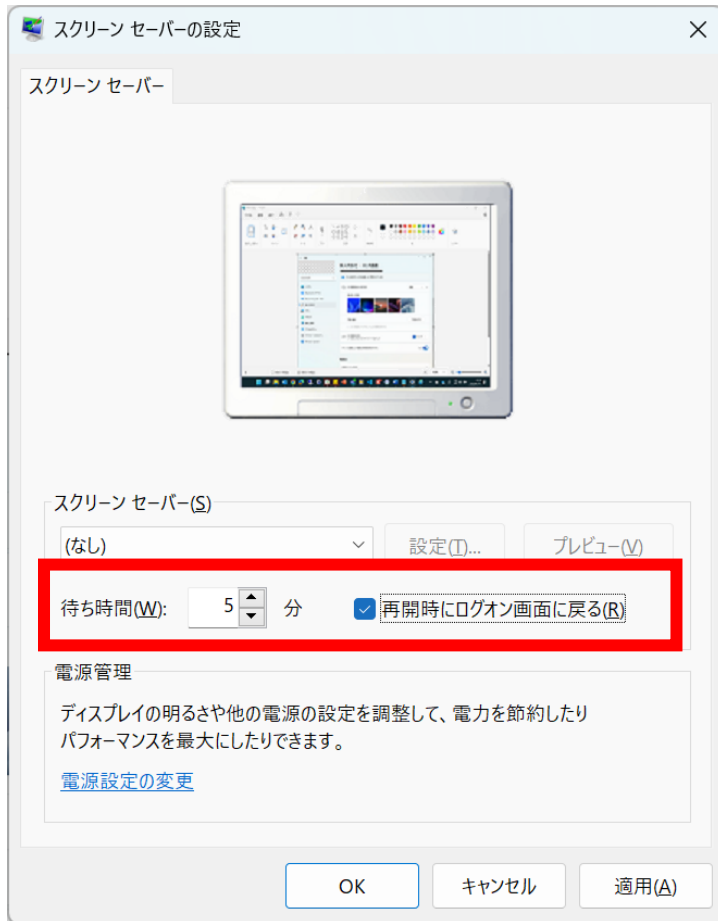 スクリーン セーバーの設定
スクリーン セーバー
スクリーン セーバー(S)
(なし)
設定(T)...
プレビュー(V)
待ち時間(W): 5 分 再開時にログオン画面に戻る(R)
電源管理
ディスプレイの明るさや他の電源の設定を調整して、電力を節約したり
パフォーマンスを最大にしたりできます。
電源設定の変更
OK キャンセル 適用(A)